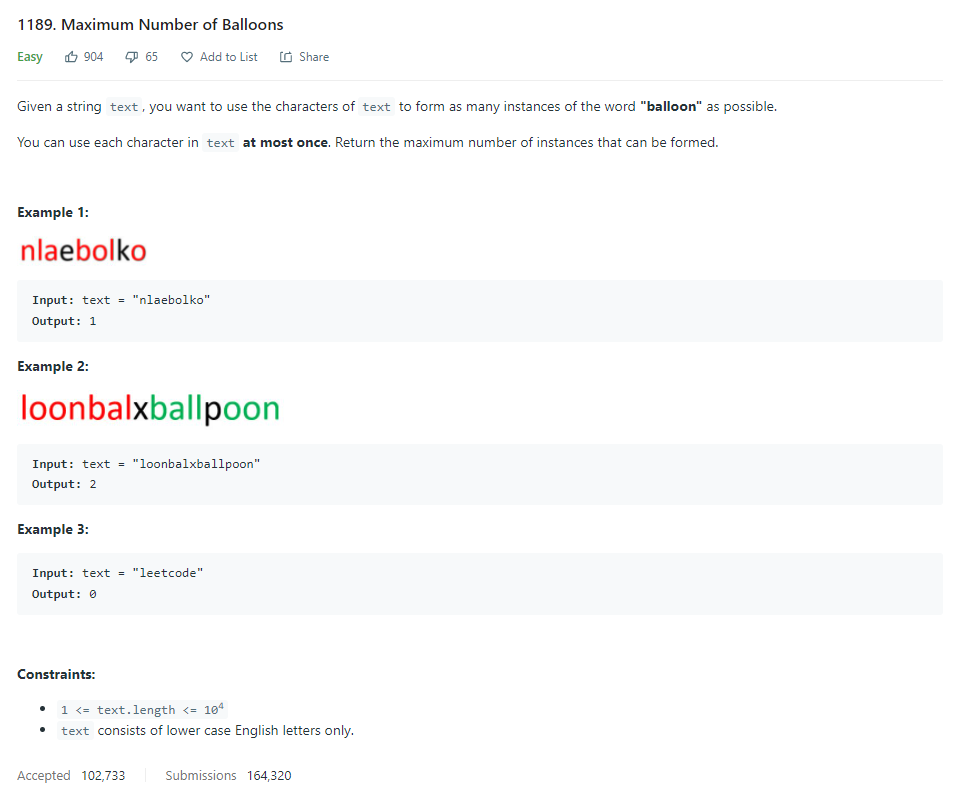 1189. Maximum Number of Balloons
Easy 904 65 Add to List Share
Given a string text, you want to use the characters of text to form as many instances of the word "balloon" as possible.
You can use each character in text at most once. Return the maximum number of instances that can be formed.
Example 1:
nlaebolko
Input: text = "nlaebolko"
Output: 1
Example 2:
loonbalxballpoon
Input: text = "loonbalxballpoon"
Output: 2
Example 3:
Input: text = "leetcode"
Output: 0
Constraints:
• 1 <= text.length <= 10⁴
• text consists of lower case English letters only.
Accepted 102,733 Submissions 164,320